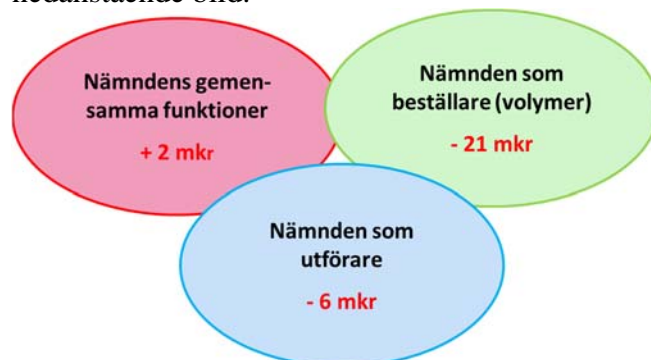 nedanstående bild.
Nämndens gemen-
samma funktioner
+ 2 mkr
Nämnden som
beställare (volymer)
- 21 mkr
Nämnden som
utförare
- 6 mkr